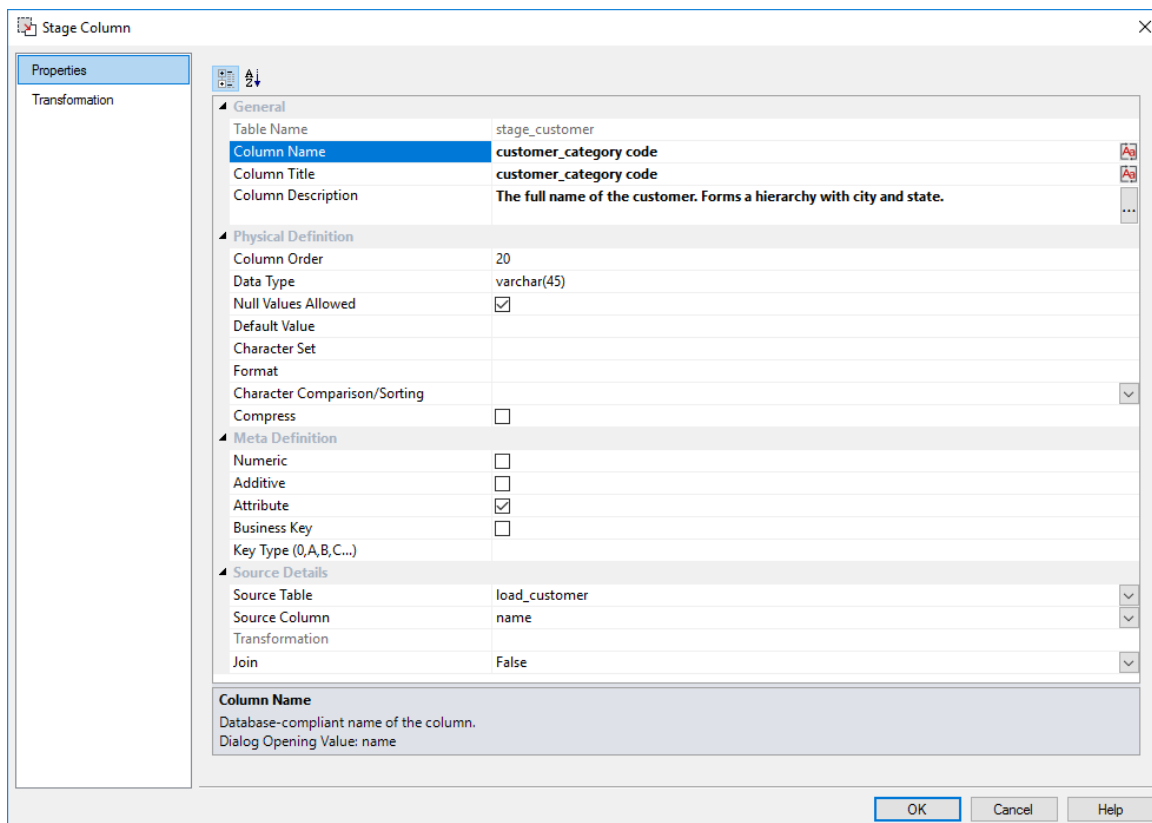 Stage Column
Properties
Transformation
General
Table Name stage_customer
Column Name customer_category code
Column Title customer_category code
Column Description The full name of the customer. Forms a hierarchy with city and state.
...
Physical Definition
Column Order 20
Data Type varchar(45)
Null Values Allowed
Default Value
Character Set
Format
Character Comparison/Sorting
Compress
Meta Definition
Numeric
Additive
Attribute
Business Key
Key Type (0,A,B,C...)
Source Details
Source Table load_customer
Source Column name
Transformation
Join False
Column Name
Database-compliant name of the column.
Dialog Opening Value: name
OK Cancel Help